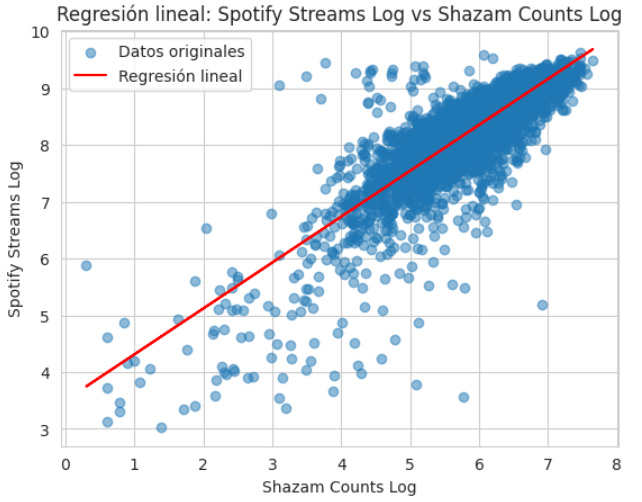 Regresión lineal: Spotify Streams Log vs Shazam Counts Log
Datos originales
Regresión lineal
10
9
8
7
6
5
4
3
Spotify Streams Log
0 1 2 3 4 5 6 7 8
Shazam Counts Log